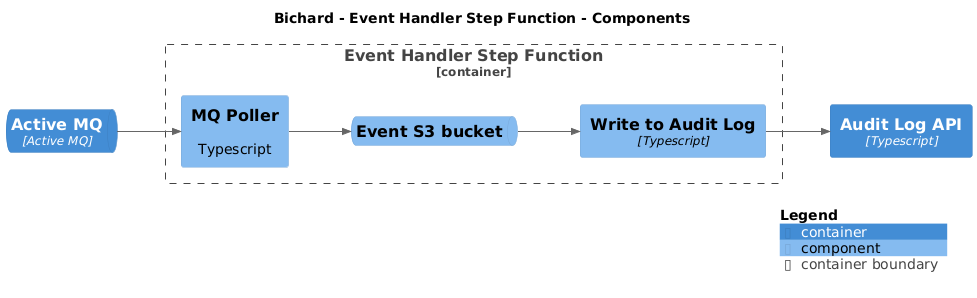 Bichard - Event Handler Step Function - Components
Event Handler Step Function
[container]
Active MQ
[Active MQ]
MQ Poller
Typescript
Event S3 bucket
Write to Audit Log
[Typescript]
Audit Log API
[Typescript]
Legend
container
component
container boundary